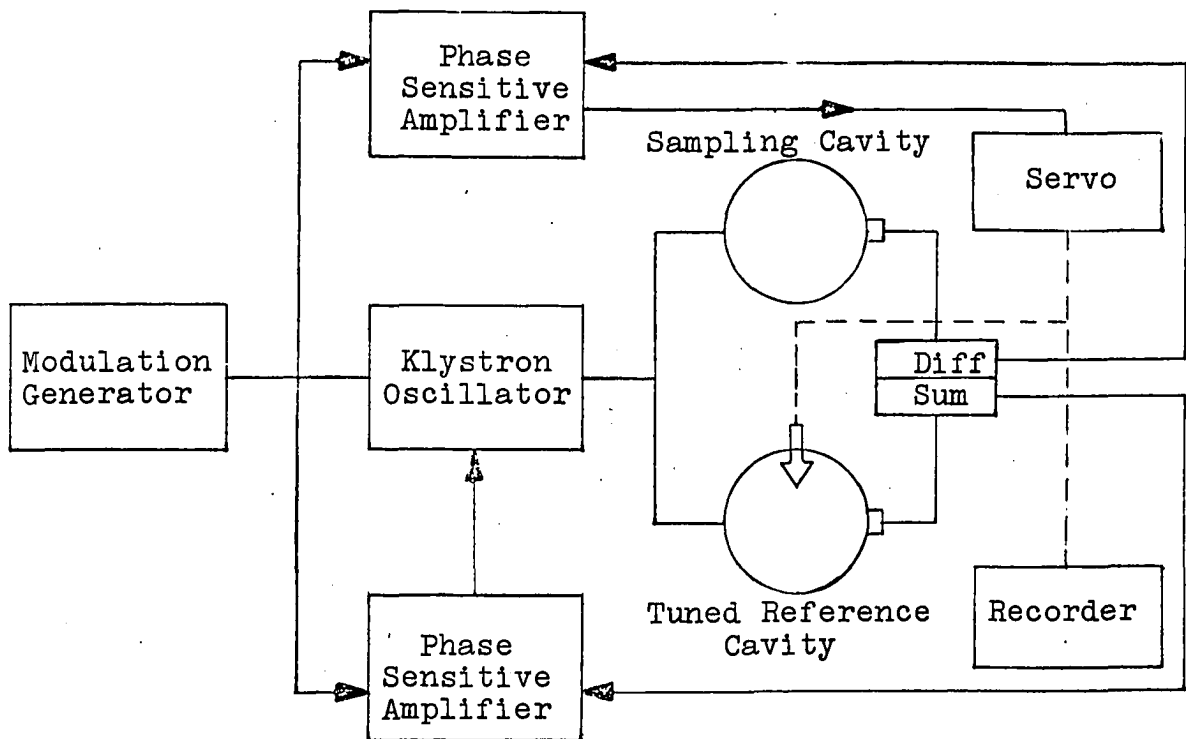 Phase
Sensitive
Amplifier
Sampling Cavity
Servo
Modulation
Generator
Klystron
Oscillator
Diff
Sum
Tuned Reference
Cavity
Recorder
Phase
Sensitive
Amplifier